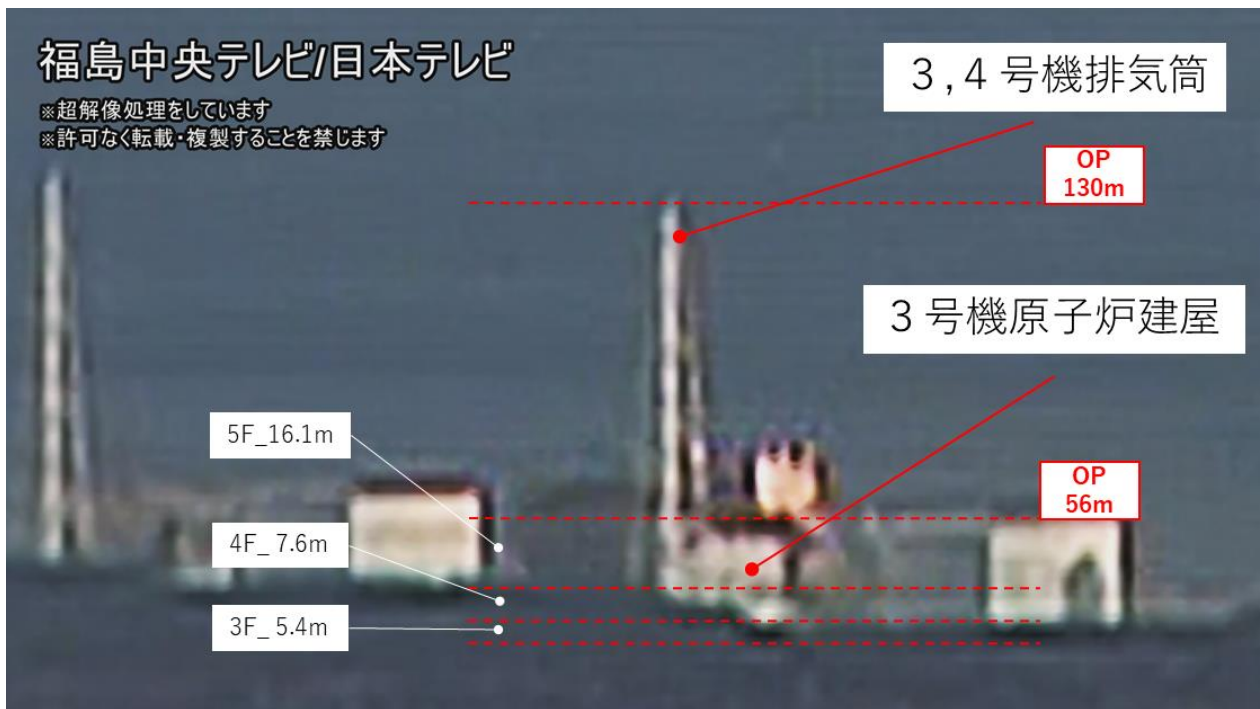 福島中央テレビ/日本テレビ
※超解像処理をしています
※許可なく転載・複製することを禁じます
３,４号機排気筒
OP
130m
３号機原子炉建屋
OP
56m
5F_16.1m
4F_ 7.6m
3F_ 5.4m